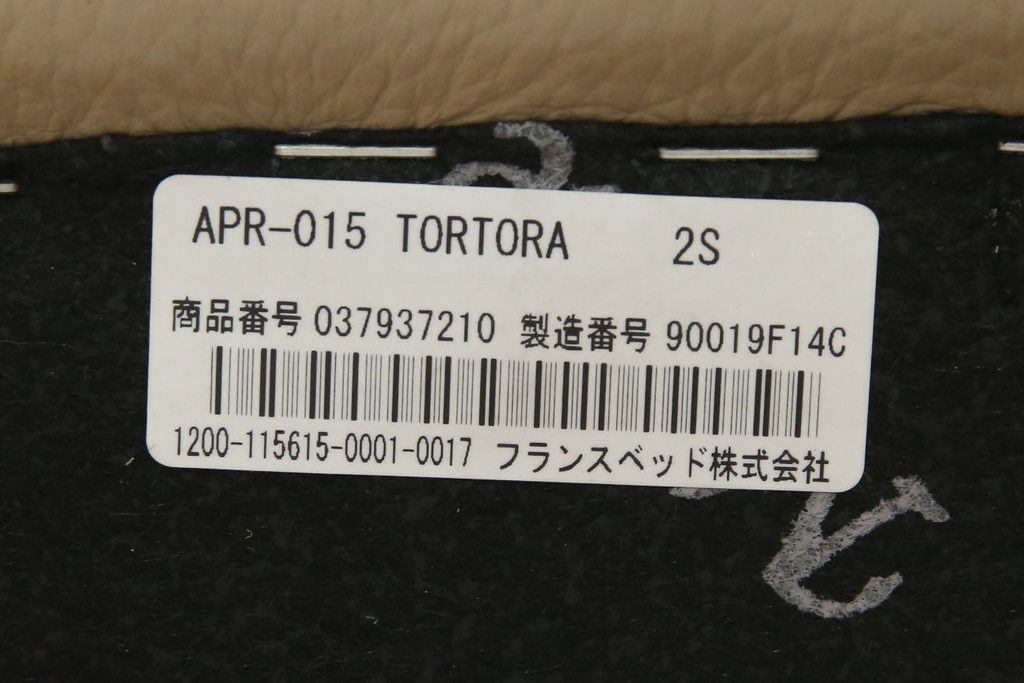 APR-015 TORTORA 2S
商品番号 037937210 製造番号 90019F14C
1200-115615-0001-0017 フランスベッド株式会社